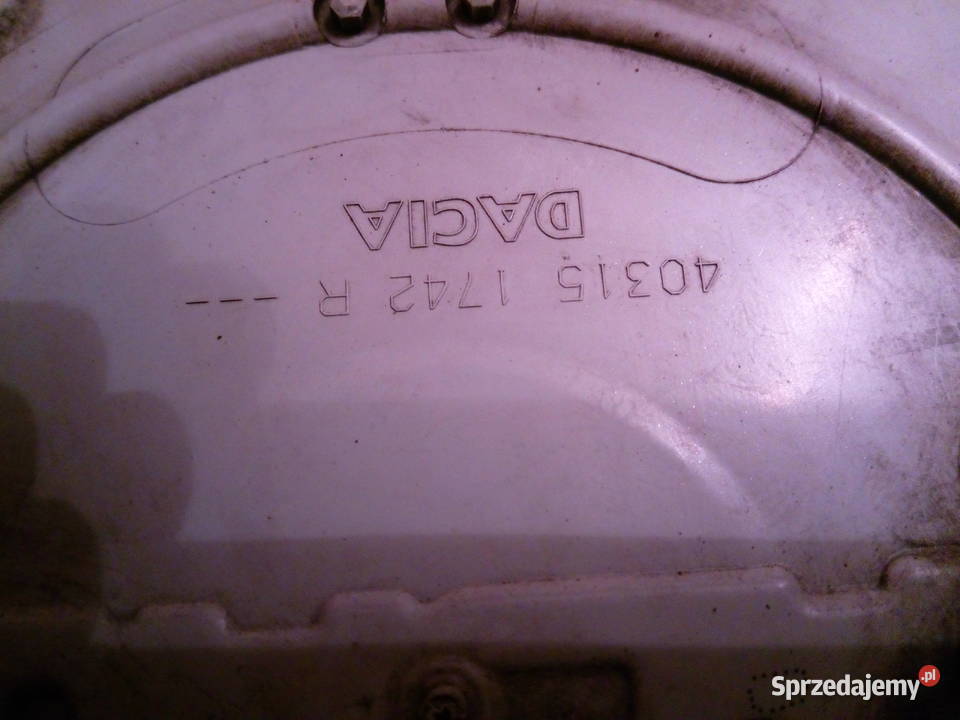 DACIA
40315 1742 R ---
Sprzedajemy.pl